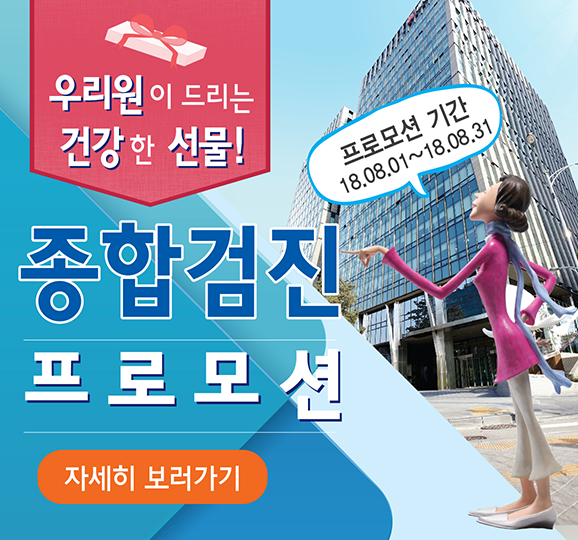 우리원이 드리는
건강한 선물!
프로모션 기간
18.08.01~18.08.31
종합검진
프로모션
자세히 보러가기